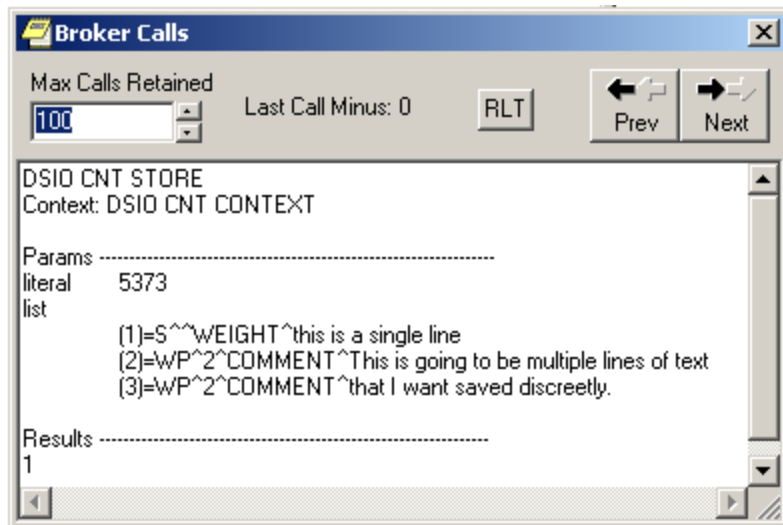 Broker Calls
Max Calls Retained
100
Last Call Minus: 0
RLT
Prev
Next
DSIO CNT STORE
Context: DSIO CNT CONTEXT
Params ------------------------------------------------------------------
literal 5373
list
(1)=S^^WEIGHT^this is a single line
(2)=WP^2^COMMENT^This is going to be multiple lines of text
(3)=WP^2^COMMENT^that I want saved discreetly.
Results -----------------------------------------------------------------
1